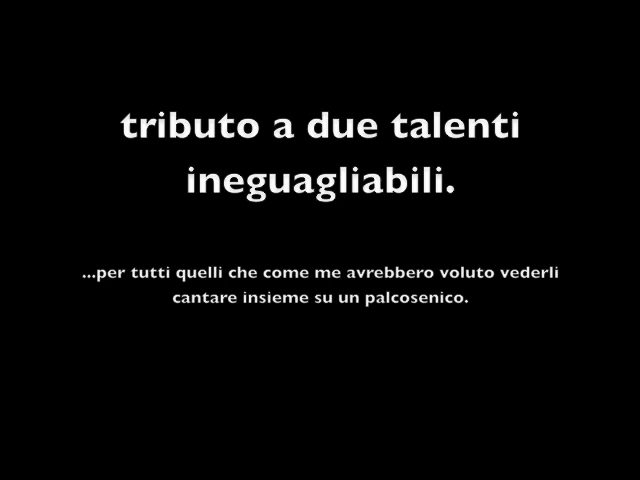 tributo a due talenti
ineguagliabili.
...per tutti quelli che come me avrebbero voluto vederli
cantare insieme su un palcosenico.